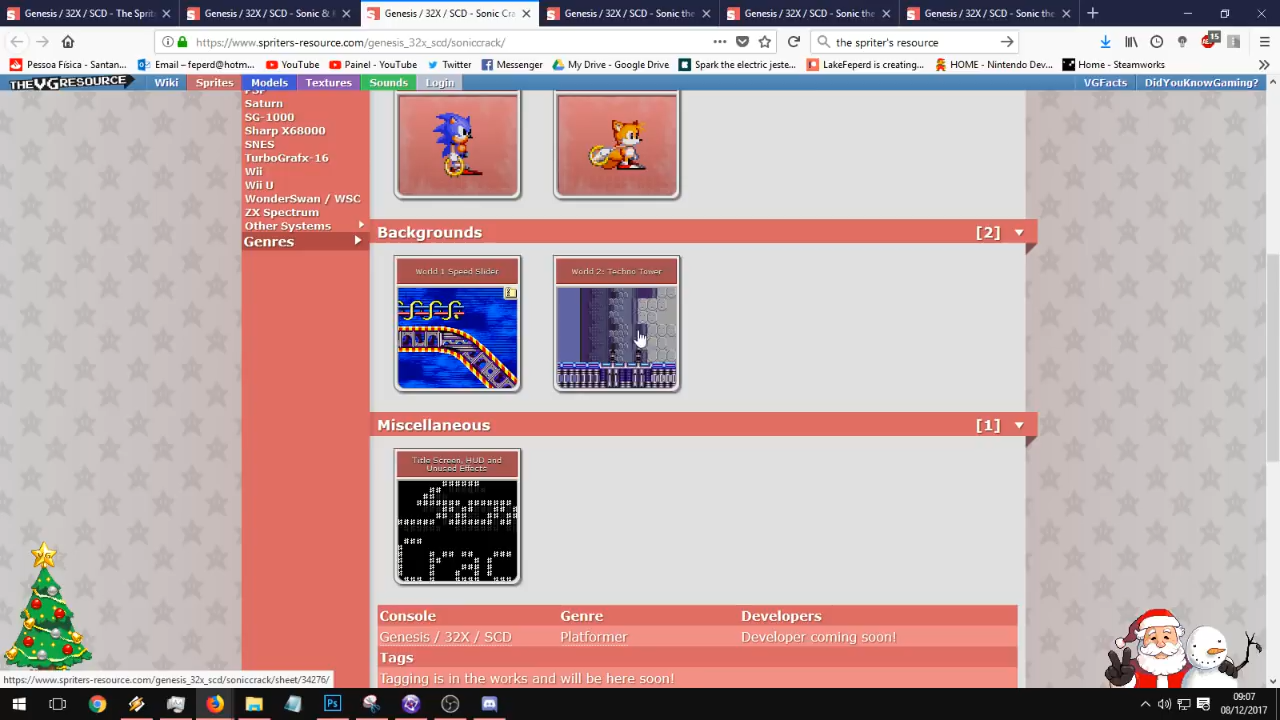 Genesis / 32X / SCD - The Sprit
Genesis / 32X / SCD - Sonic & K
Genesis / 32X / SCD - Sonic Cra
Genesis / 32X / SCD - Sonic the
Genesis / 32X / SCD - Sonic the
Genesis / 32X / SCD - Sonic the
https://www.spriters-resource.com/genesis_32x_scd/soniccrack/
the spriter's resource
15
Pessoa Física - Santan...
Email - feperd@hotm...
YouTube
Painel - YouTube
Twitter
Messenger
My Drive - Google Drive
Spark the electric jeste...
LakeFeperd is creating...
HOME - Nintendo Dev...
Home - Steamworks
THE VG RESOURCE
Wiki
Sprites
Models
Textures
Sounds
Login
VGFacts
DidYouKnowGaming?
PSP
Saturn
SG-1000
Sharp X68000
SNES
TurboGrafx-16
Wii
Wii U
WonderSwan / WSC
ZX Spectrum
Other Systems
Genres
Backgrounds
[2]
World 1 Speed Slider
World 2: Techno Tower
Miscellaneous
[1]
Title Screen, HUD and
Unused Effects
Console
Genre
Developers
Genesis / 32X / SCD
Platformer
Developer coming soon!
Tags
Tagging is in the works and will be here soon!
https://www.spriters-resource.com/genesis_32x_scd/soniccrack/sheet/34276/
09:07
08/12/2017